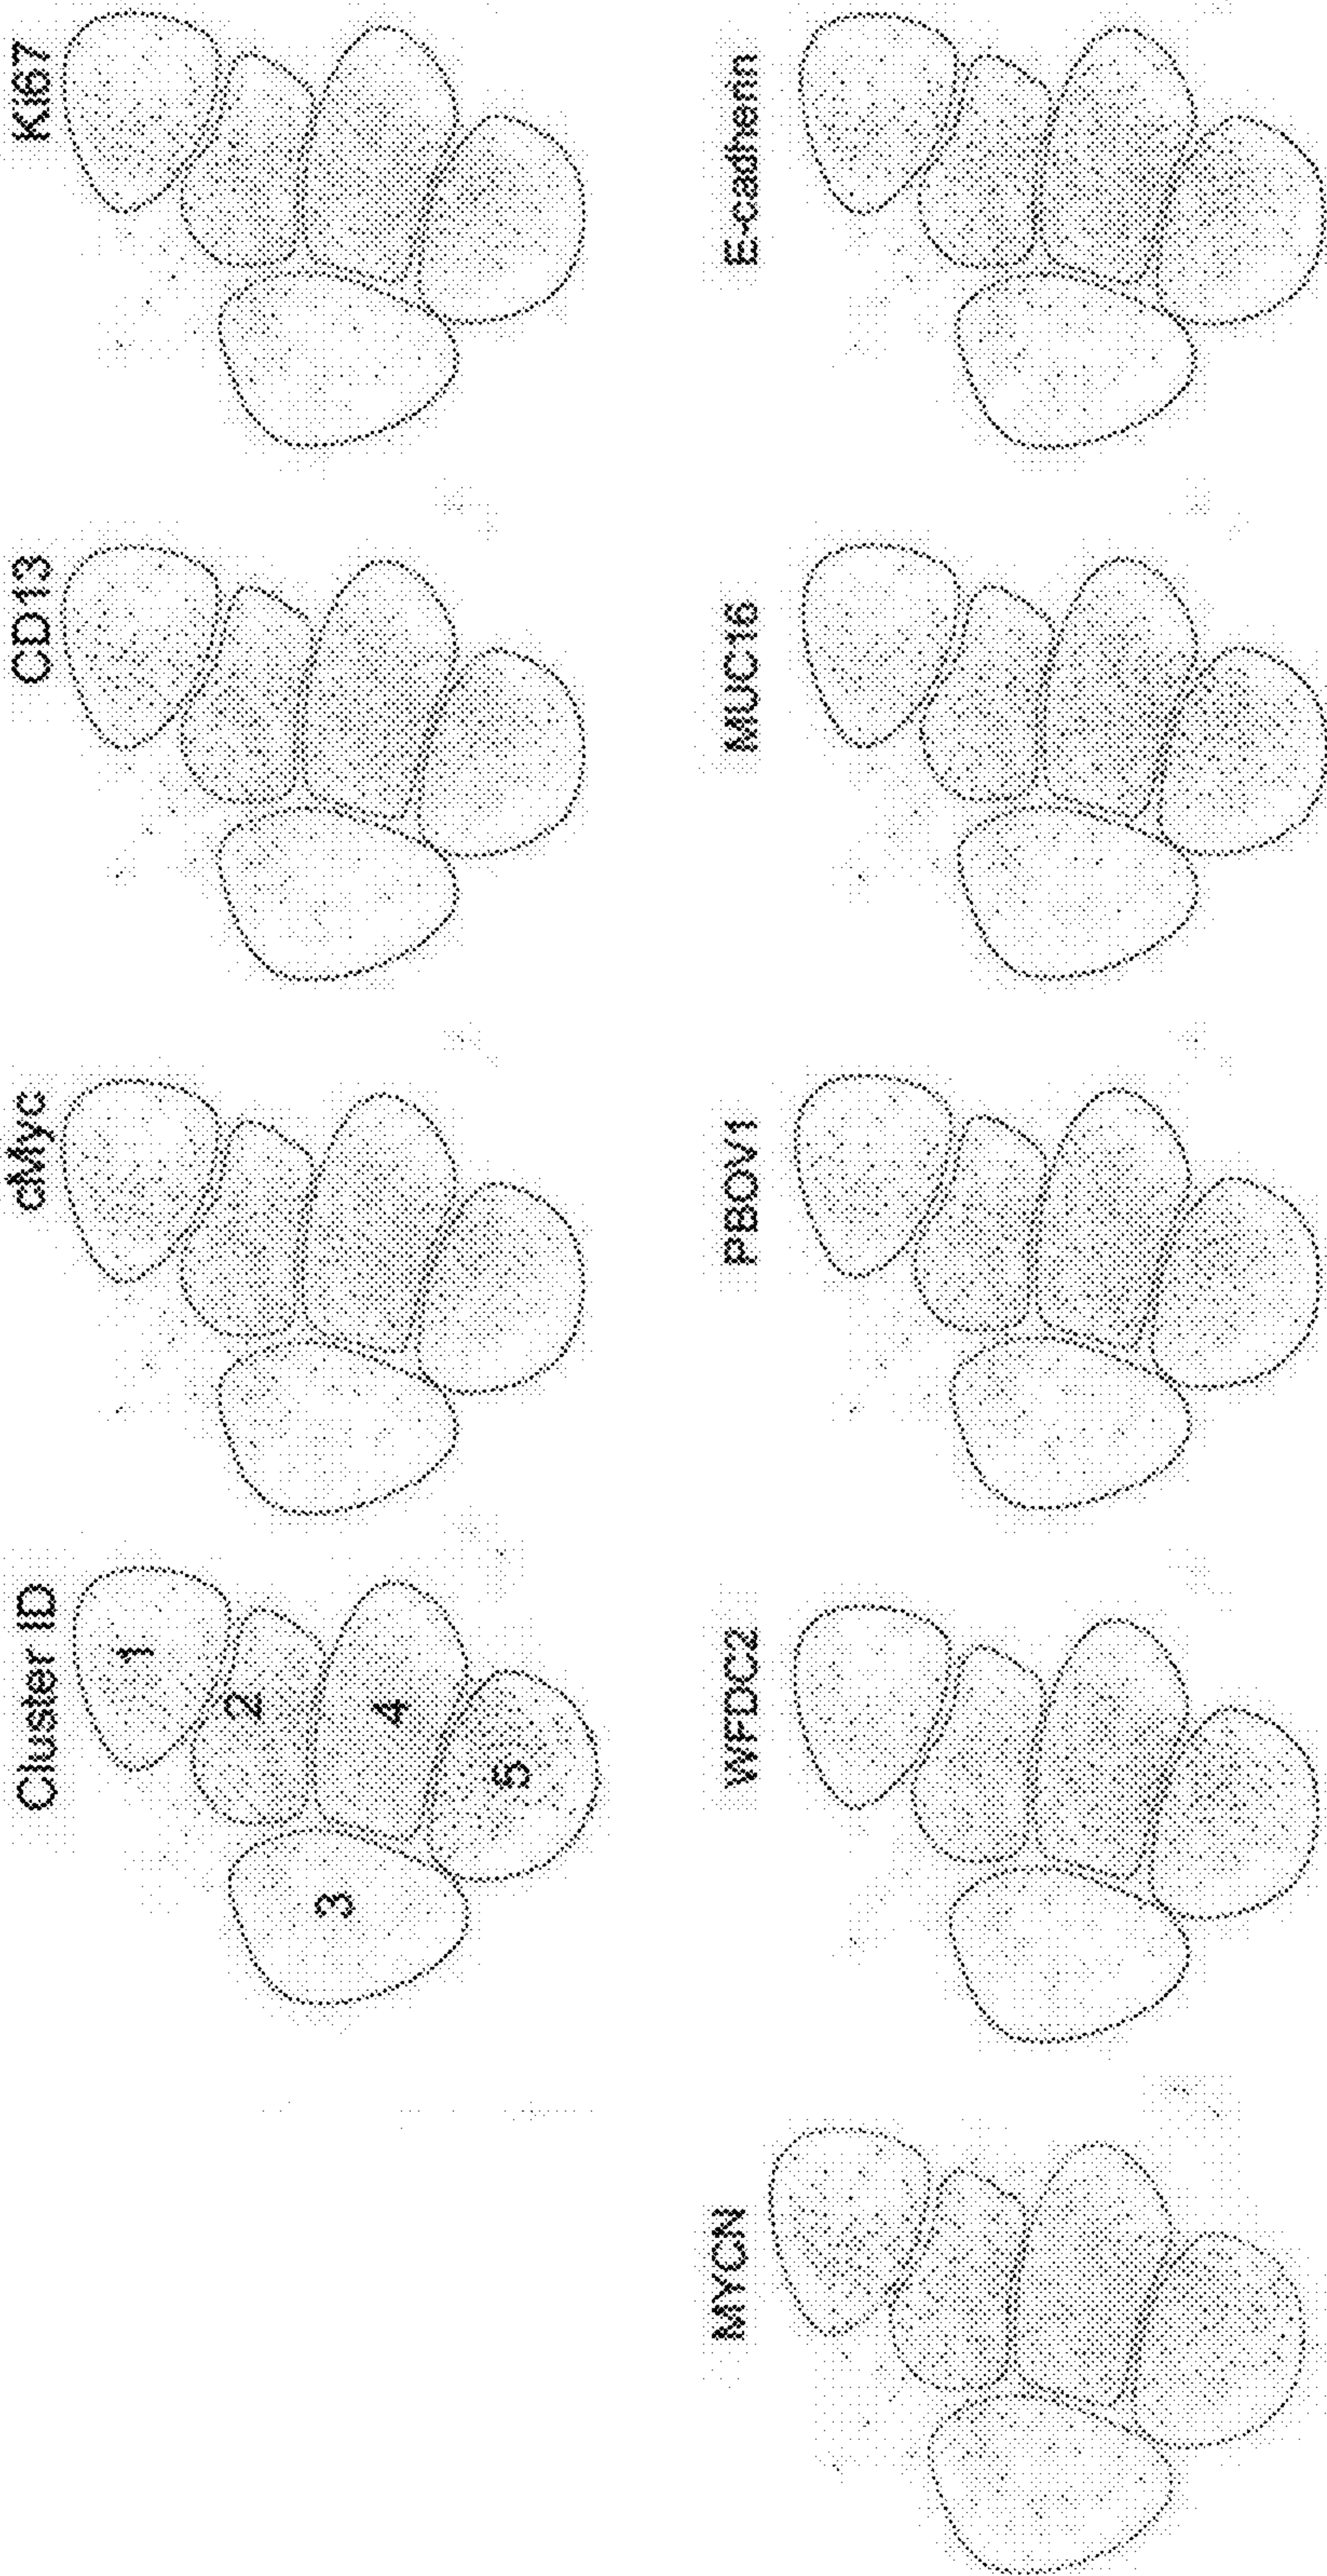 Cluster ID
cMyc
CD13
Ki67
1
2
3
4
5
MYCN
WFDC2
PBOV1
MUC16
E-cadherin